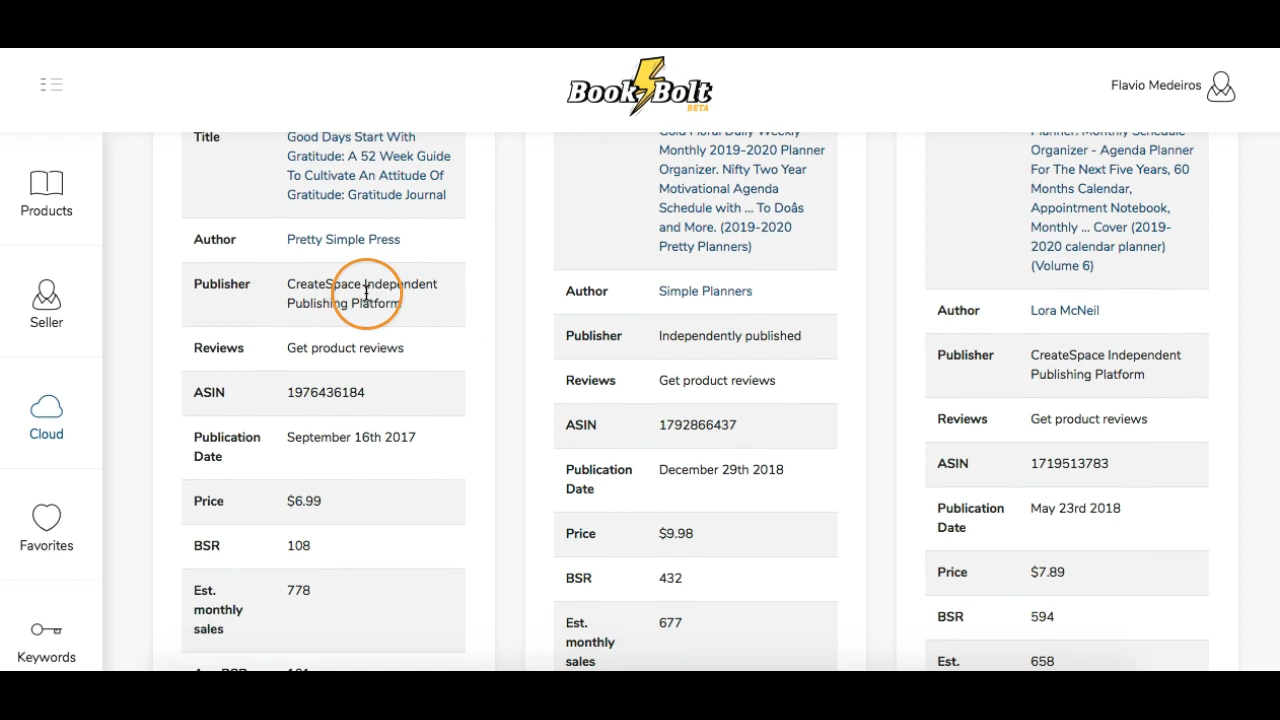 Book Bolt
BETA
Flavio Medeiros
Products
Seller
Cloud
Favorites
Keywords
Title
Good Days Start With
Gratitude: A 52 Week Guide
To Cultivate An Attitude Of
Gratitude: Gratitude Journal
Author
Pretty Simple Press
Publisher
CreateSpace Independent
Publishing Platform
Reviews
Get product reviews
ASIN
1976436184
Publication
Date
September 16th 2017
Price
$6.99
BSR
108
Est.
monthly
sales
778
Gold Floral Daily Weekly
Monthly 2019-2020 Planner
Organizer. Nifty Two Year
Motivational Agenda
Schedule with ... To Doâs
and More. (2019-2020
Pretty Planners)
Author
Simple Planners
Publisher
Independently published
Reviews
Get product reviews
ASIN
1792866437
Publication
Date
December 29th 2018
Price
$9.98
BSR
432
Est.
monthly
sales
677
Planner: Monthly Schedule
Organizer - Agenda Planner
For The Next Five Years, 60
Months Calendar,
Appointment Notebook,
Monthly ... Cover (2019-
2020 calendar planner)
(Volume 6)
Author
Lora McNeil
Publisher
CreateSpace Independent
Publishing Platform
Reviews
Get product reviews
ASIN
1719513783
Publication
Date
May 23rd 2018
Price
$7.89
BSR
594
Est.
658